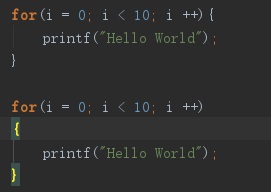 for(i = 0; i < 10; i ++){
    printf("Hello World");
}

for(i = 0; i < 10; i ++)
{
    printf("Hello World");
}